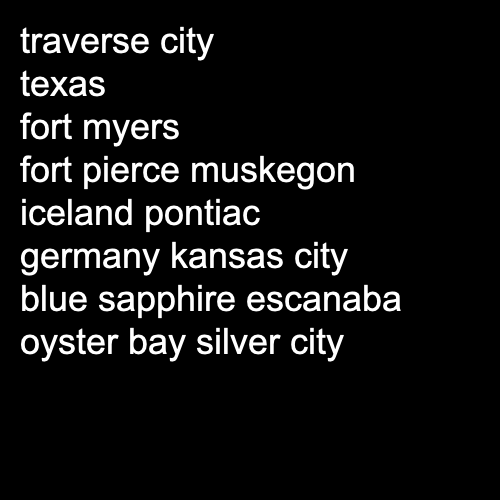 traverse city
texas
fort myers
fort pierce muskegon
iceland pontiac
germany kansas city
blue sapphire escanaba
oyster bay silver city